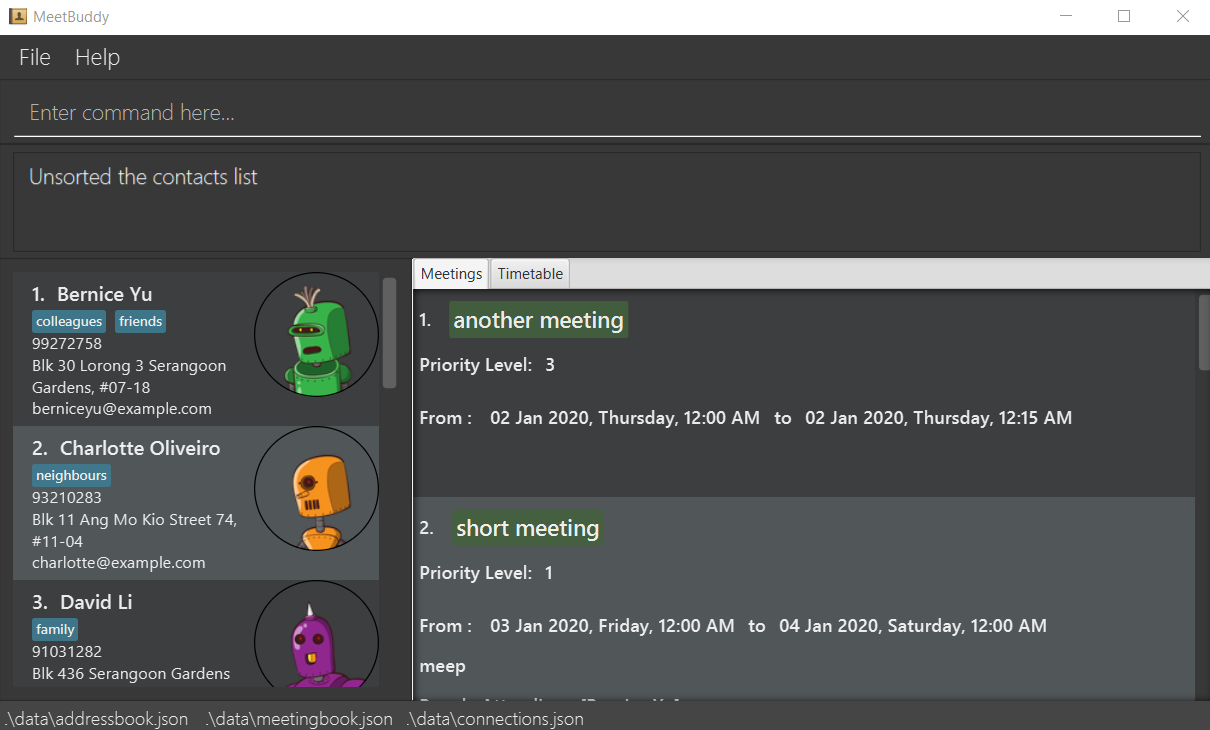 MeetBuddy
File Help
Enter command here...
Unsorted the contacts list
1. Bernice Yu
colleagues friends
99272758
Blk 30 Lorong 3 Serangoon
Gardens, #07-18
berniceyu@example.com
2. Charlotte Oliveiro
neighbours
93210283
Blk 11 Ang Mo Kio Street 74,
#11-04
charlotte@example.com
3. David Li
family
91031282
Blk 436 Serangoon Gardens
Meetings Timetable
1. another meeting
Priority Level: 3
From : 02 Jan 2020, Thursday, 12:00 AM to 02 Jan 2020, Thursday, 12:15 AM
2. short meeting
Priority Level: 1
From : 03 Jan 2020, Friday, 12:00 AM to 04 Jan 2020, Saturday, 12:00 AM
meep
.\data\addressbook.json .\data\meetingbook.json .\data\connections.json